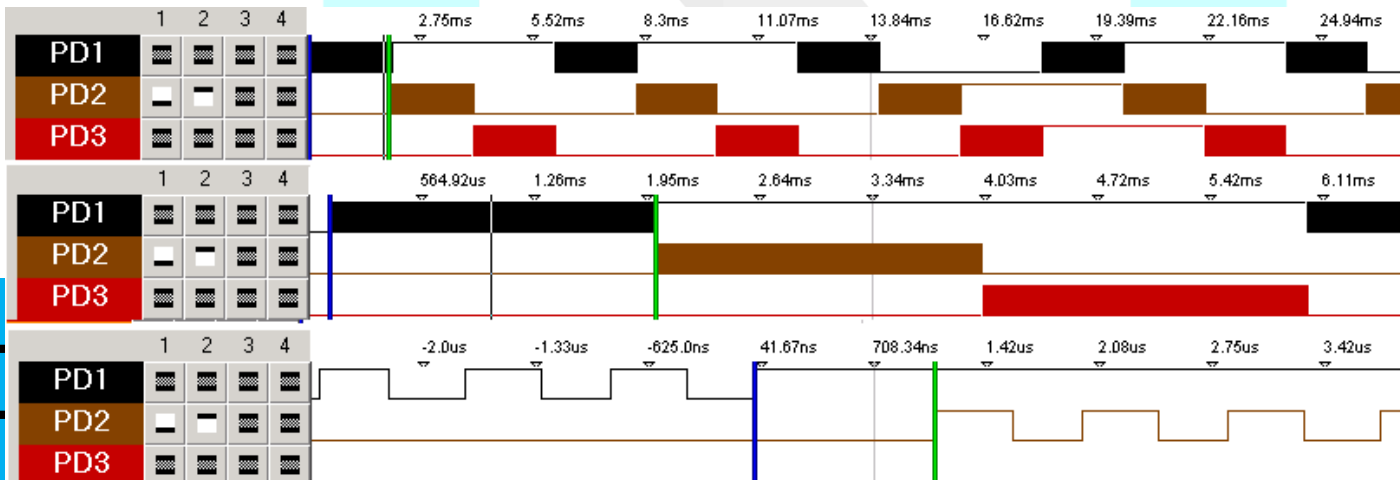 1 2 3 4 2.75ms 5.52ms 8.3ms 11.07ms 13.84ms 16.62ms 19.39ms 22.16ms 24.94ms
PD1
PD2
PD3
1 2 3 4 564.92us 1.26ms 1.95ms 2.64ms 3.34ms 4.03ms 4.72ms 5.42ms 6.11ms
PD1
PD2
PD3
1 2 3 4 -2.0us -1.33us -625.0ns 41.67ns 708.34ns 1.42us 2.08us 2.75us 3.42us
PD1
PD2
PD3